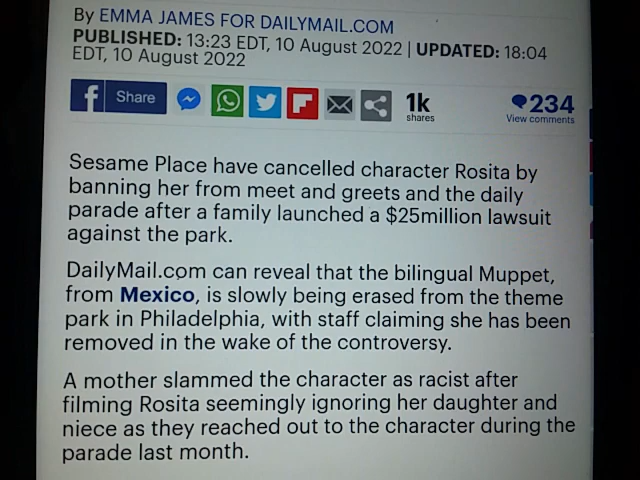 By EMMA JAMES FOR DAILYMAIL.COM
PUBLISHED: 13:23 EDT, 10 August 2022 | UPDATED: 18:04
EDT, 10 August 2022
f Share 1k 234
shares View comments
Sesame Place have cancelled character Rosita by
banning her from meet and greets and the daily
parade after a family launched a $25million lawsuit
against the park.
DailyMail.com can reveal that the bilingual Muppet,
from Mexico, is slowly being erased from the theme
park in Philadelphia, with staff claiming she has been
removed in the wake of the controversy.
A mother slammed the character as racist after
filming Rosita seemingly ignoring her daughter and
niece as they reached out to the character during the
parade last month.